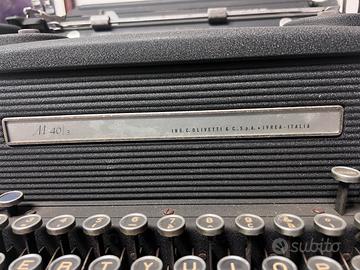 M 40/3 ING. C. OLIVETTI & C., S.p.A. • IVREA - ITALIA
subito
E R T Y U I O